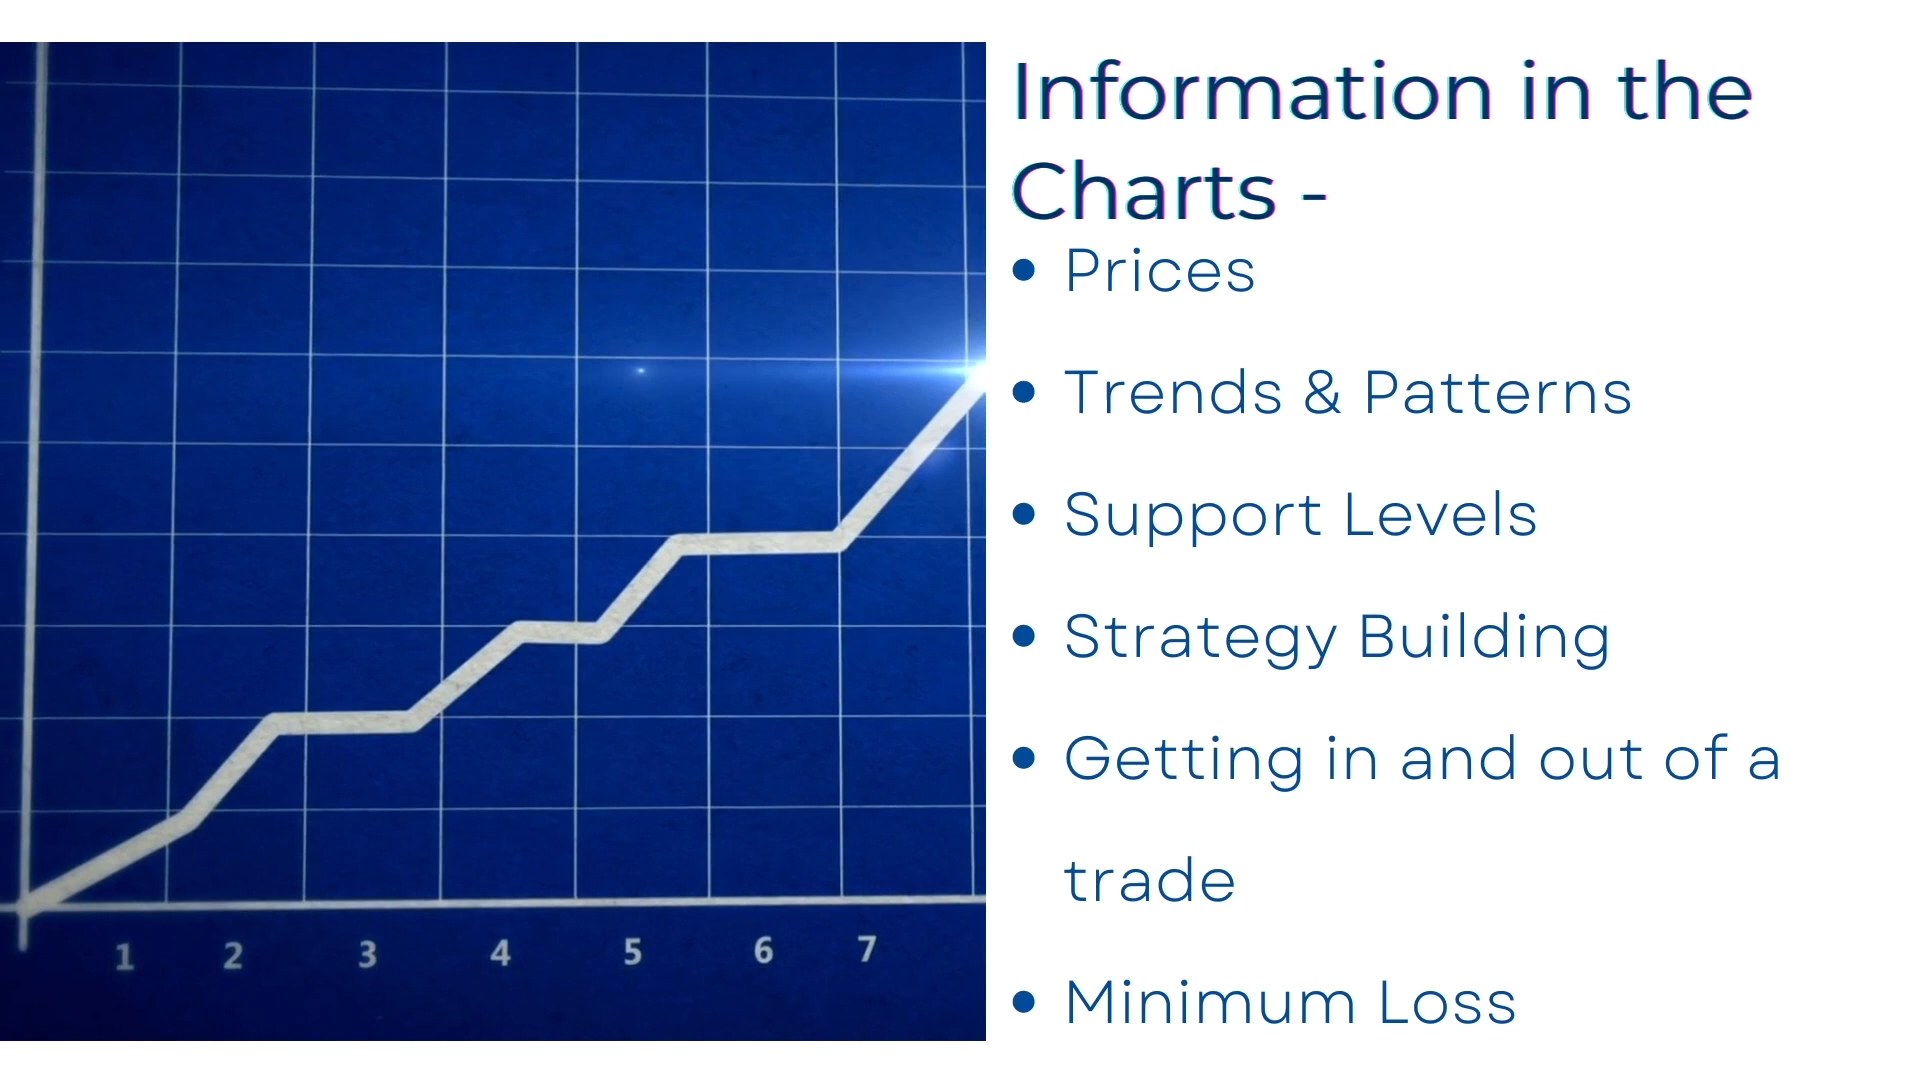 Information in the
Charts -
• Prices
• Trends & Patterns
• Support Levels
• Strategy Building
• Getting in and out of a
trade
• Minimum Loss
1 2 3 4 5 6 7